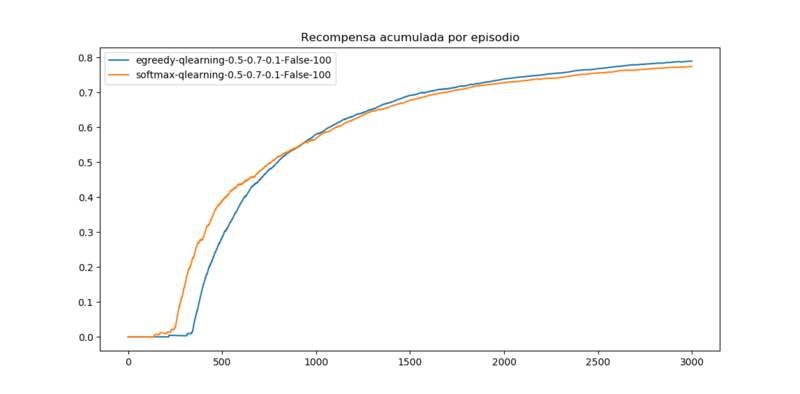 Recompensa acumulada por episodio
egreedy-qlearning-0.5-0.7-0.1-False-100
softmax-qlearning-0.5-0.7-0.1-False-100
0.8
0.7
0.6
0.5
0.4
0.3
0.2
0.1
0.0
0 500 1000 1500 2000 2500 3000